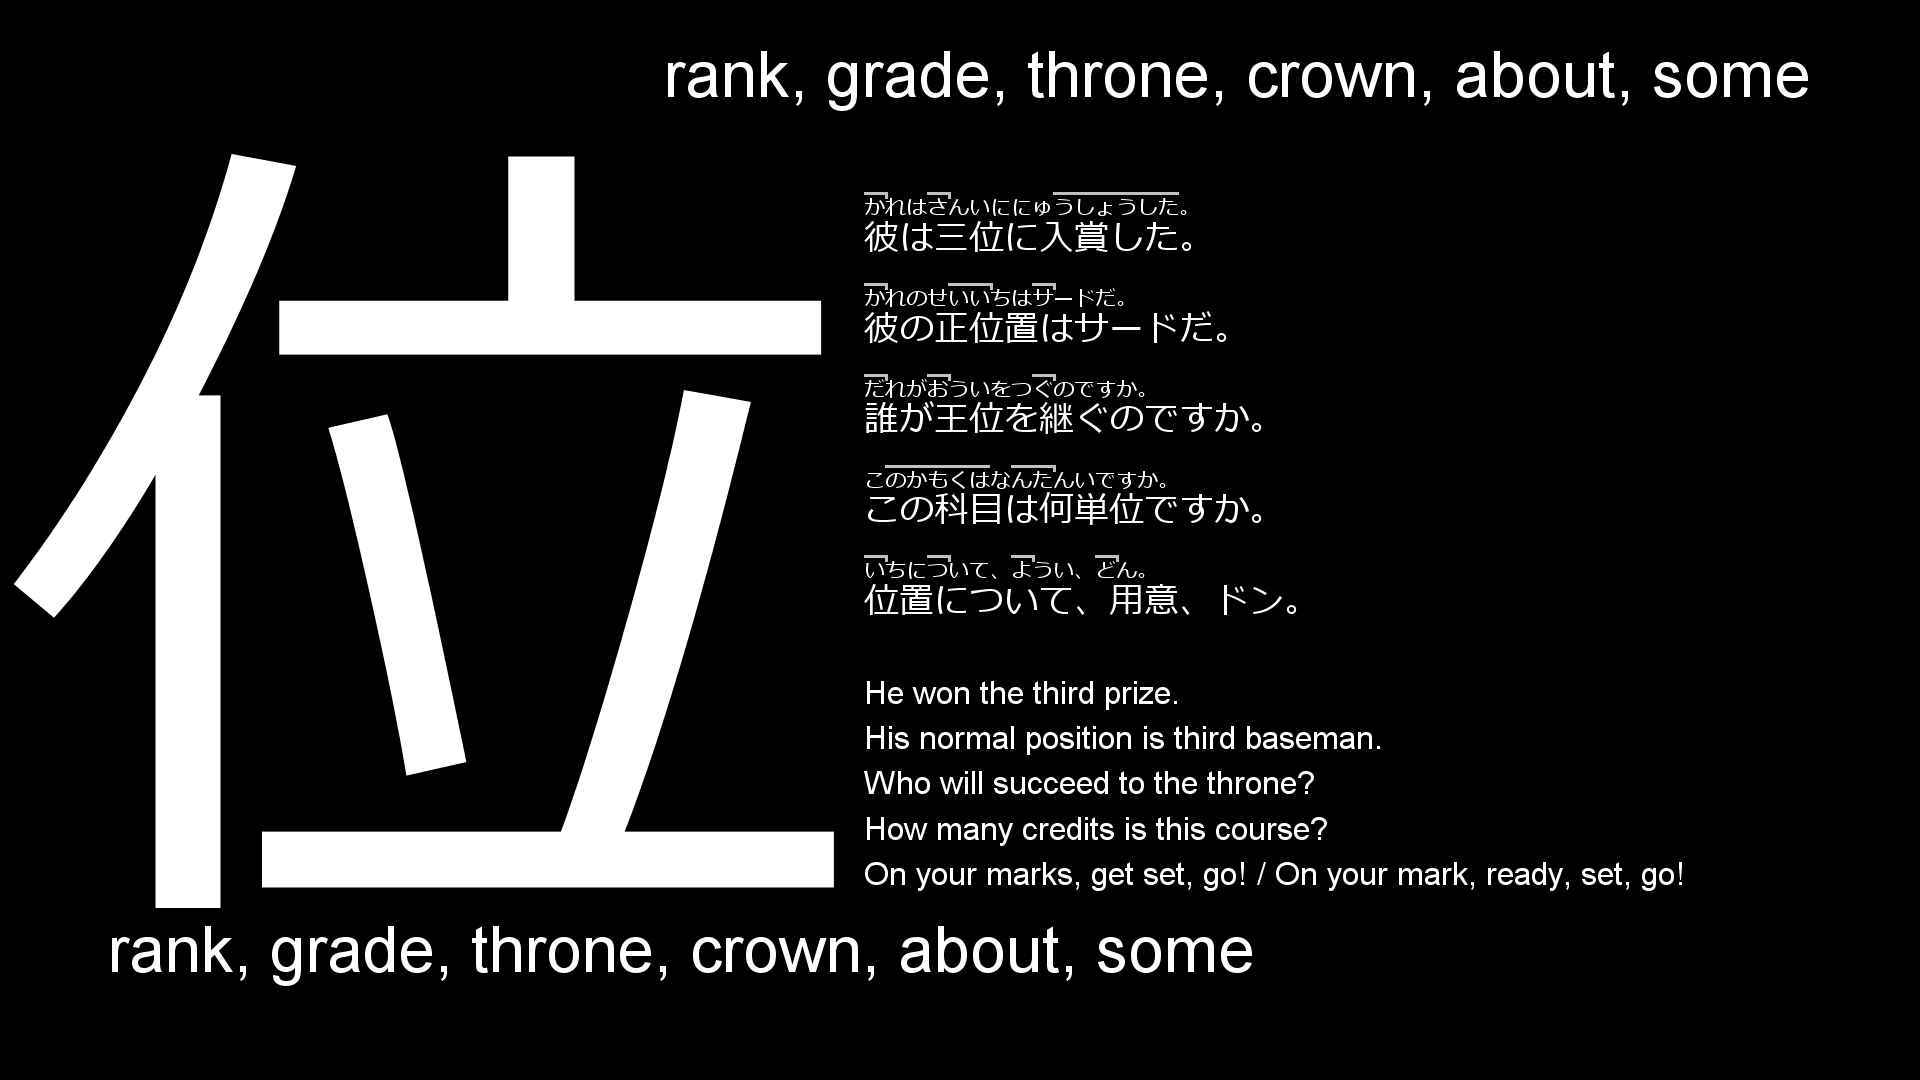 rank, grade, throne, crown, about, some
位
かれはさんいににゅうしょうした。
彼は三位に入賞した。
かれのせいいちはサードだ。
彼の正位置はサードだ。
だれがおういをつぐのですか。
誰が王位を継ぐのですか。
このかもくはなんたんいですか。
この科目は何単位ですか。
いちについて、ようい、どん。
位置について、用意、ドン。
He won the third prize.
His normal position is third baseman.
Who will succeed to the throne?
How many credits is this course?
On your marks, get set, go! / On your mark, ready, set, go!
rank, grade, throne, crown, about, some